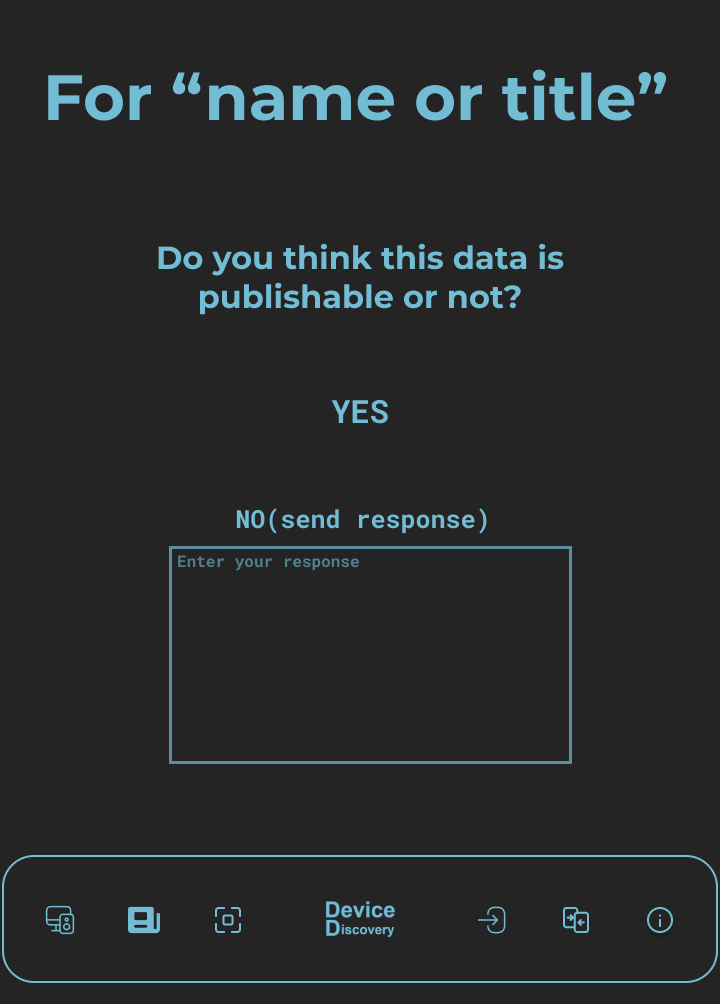 For “name or title”
Do you think this data is
publishable or not?
YES
NO(send response)
Enter your response
Device
Discovery